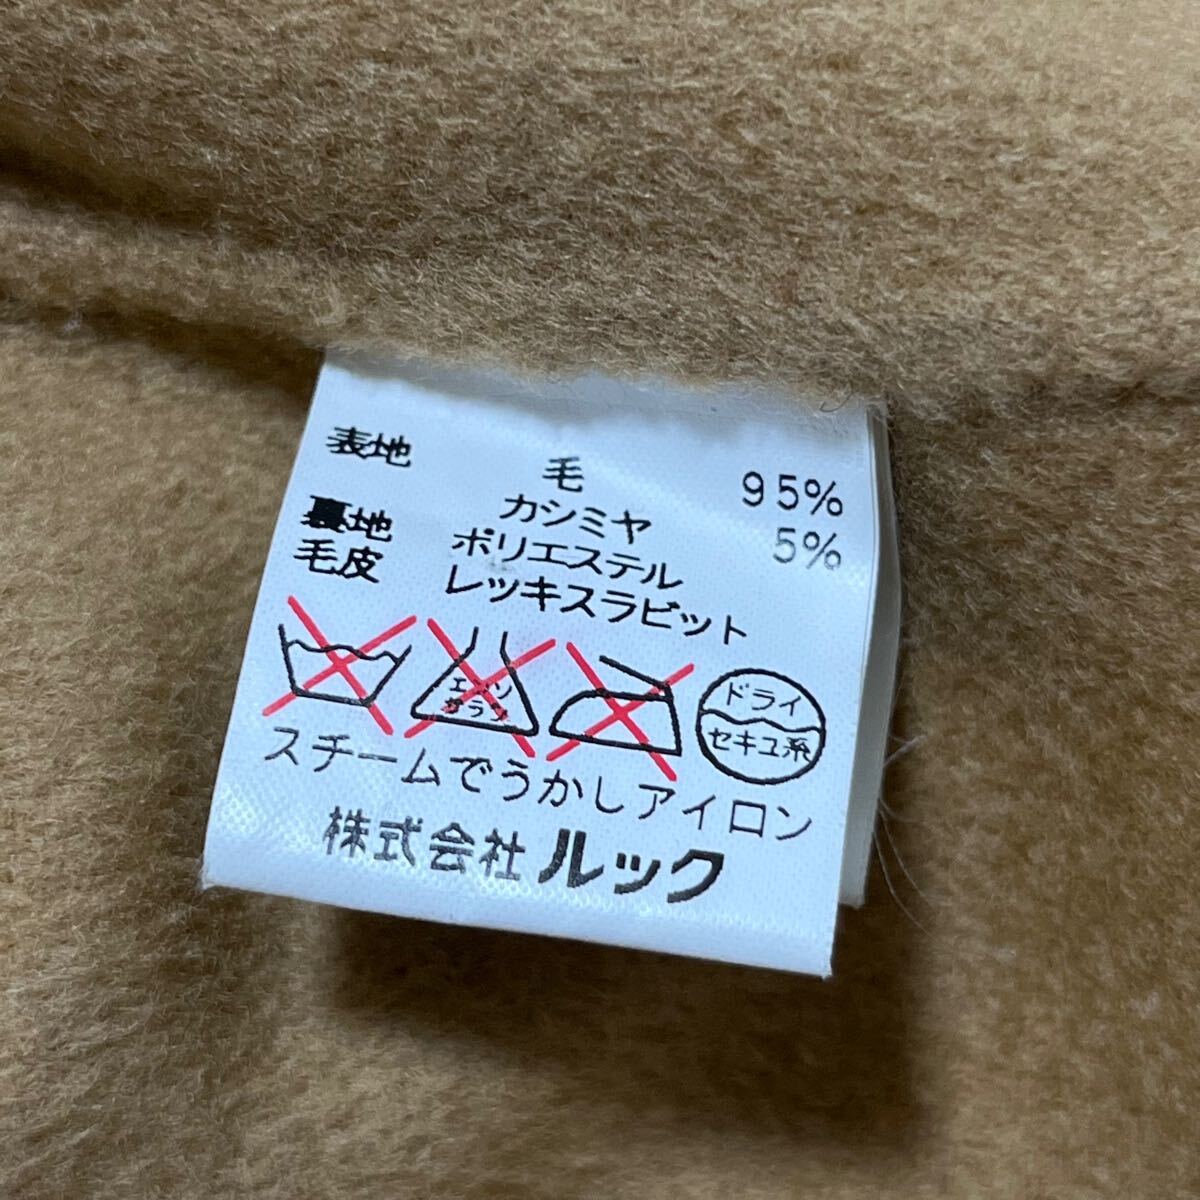 表地 毛 95%
カシミヤ 5%
裏地 ポリエステル
毛皮 レッキスラビット
エンソ
サラシ
ドライ
セキユ系
スチームでうかしアイロン
株式会社ルック